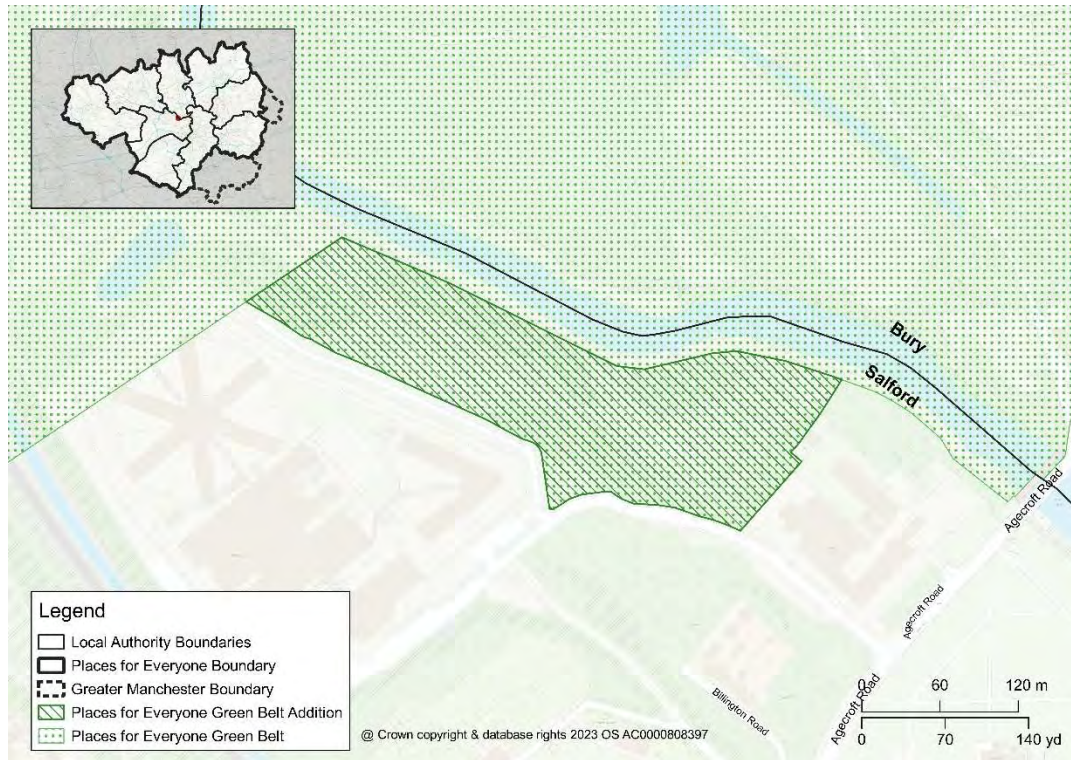 Bury
Salford
Agecroft Road
Agecroft Road
Agecroft Road
Billington Road
Legend
Local Authority Boundaries
Places for Everyone Boundary
Greater Manchester Boundary
Places for Everyone Green Belt Addition
Places for Everyone Green Belt
@ Crown copyright & database rights 2023 OS AC0000808397
0 60 120 m
0 70 140 yd